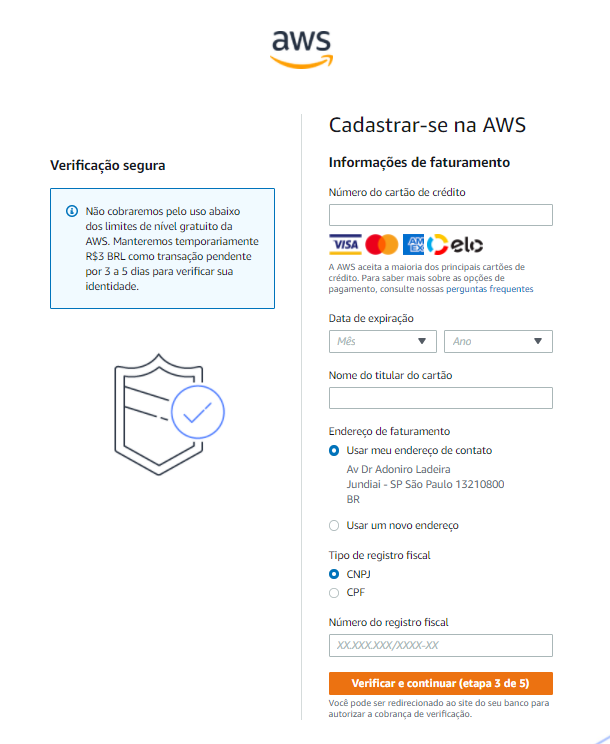 aws
Verificação segura
Não cobraremos pelo uso abaixo
dos limites de nível gratuito da
AWS. Manteremos temporariamente
R$3 BRL como transação pendente
por 3 a 5 dias para verificar sua
identidade.
Cadastrar-se na AWS
Informações de faturamento
Número do cartão de crédito
VISA AM EX elo
A AWS aceita a maioria dos principais cartões de
crédito. Para saber mais sobre as opções de
pagamento, consulte nossas perguntas frequentes
Data de expiração
Mês Ano
Nome do titular do cartão
Endereço de faturamento
Usar meu endereço de contato
Av Dr Adoniro Ladeira
Jundiai - SP São Paulo 13210800
BR
Usar um novo endereço
Tipo de registro fiscal
CNPJ
CPF
Número do registro fiscal
XX.XXX.XXX/XXXX-XX
Verificar e continuar (etapa 3 de 5)
Você pode ser redirecionado ao site do seu banco para
autorizar a cobrança de verificação.